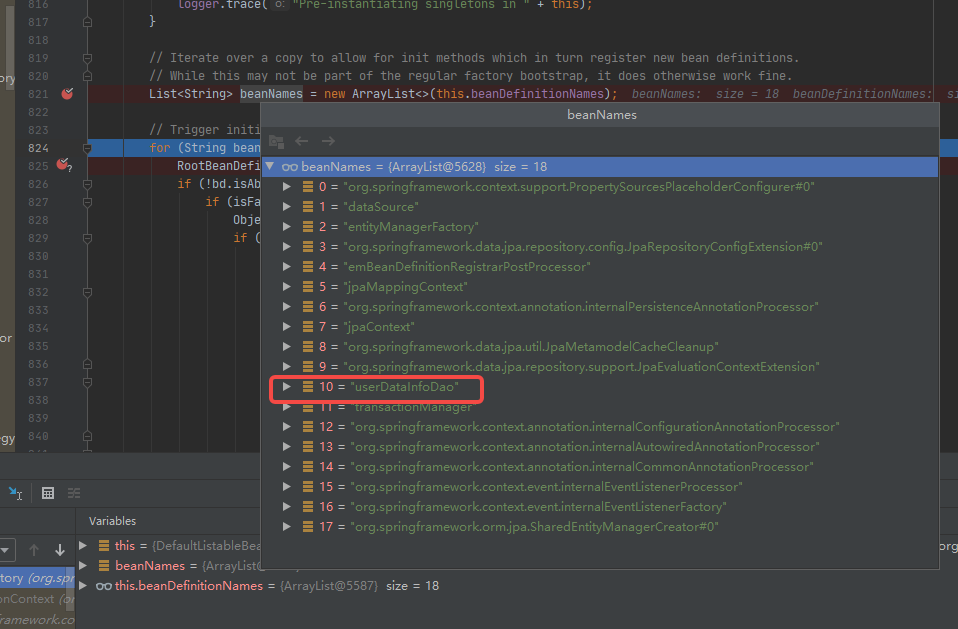 816 logger.trace( o: "Pre-instantiating singletons in " + this);
817 }
818
819 // Iterate over a copy to allow for init methods which in turn register new bean definitions.
820 // While this may not be part of the regular factory bootstrap, it does otherwise work fine.
821 List<String> beanNames = new ArrayList<>(this.beanDefinitionNames); beanNames: size = 18 beanDefinitionNames: si
822 beanNames
823 // Trigger initi
824 for (String bean
825 RootBeanDefi
826 if (!bd.isAb
827 if (isFa
828 Obje
829 if (
830
831
832
833
834
835
836
837
838
839
840
beanNames = {ArrayList@5628} size = 18
0 = "org.springframework.context.support.PropertySourcesPlaceholderConfigurer#0"
1 = "dataSource"
2 = "entityManagerFactory"
3 = "org.springframework.data.jpa.repository.config.JpaRepositoryConfigExtension#0"
4 = "emBeanDefinitionRegistrarPostProcessor"
5 = "jpaMappingContext"
6 = "org.springframework.context.annotation.internalPersistenceAnnotationProcessor"
7 = "jpaContext"
8 = "org.springframework.data.jpa.util.JpaMetamodelCacheCleanup"
9 = "org.springframework.data.jpa.repository.support.JpaEvaluationContextExtension"
10 = "userDataInfoDao"
11 = "transactionManager"
12 = "org.springframework.context.annotation.internalConfigurationAnnotationProcessor"
13 = "org.springframework.context.annotation.internalAutowiredAnnotationProcessor"
14 = "org.springframework.context.annotation.internalCommonAnnotationProcessor"
15 = "org.springframework.context.event.internalEventListenerProcessor"
16 = "org.springframework.context.event.internalEventListenerFactory"
17 = "org.springframework.orm.jpa.SharedEntityManagerCreator#0"
ory
or
egy
Variables
this = {DefaultListableBea
org
beanNames = {ArrayLis
this.beanDefinitionNames = {ArrayList@5587} size = 18
tory (org.spr
onContext (or
framework.co